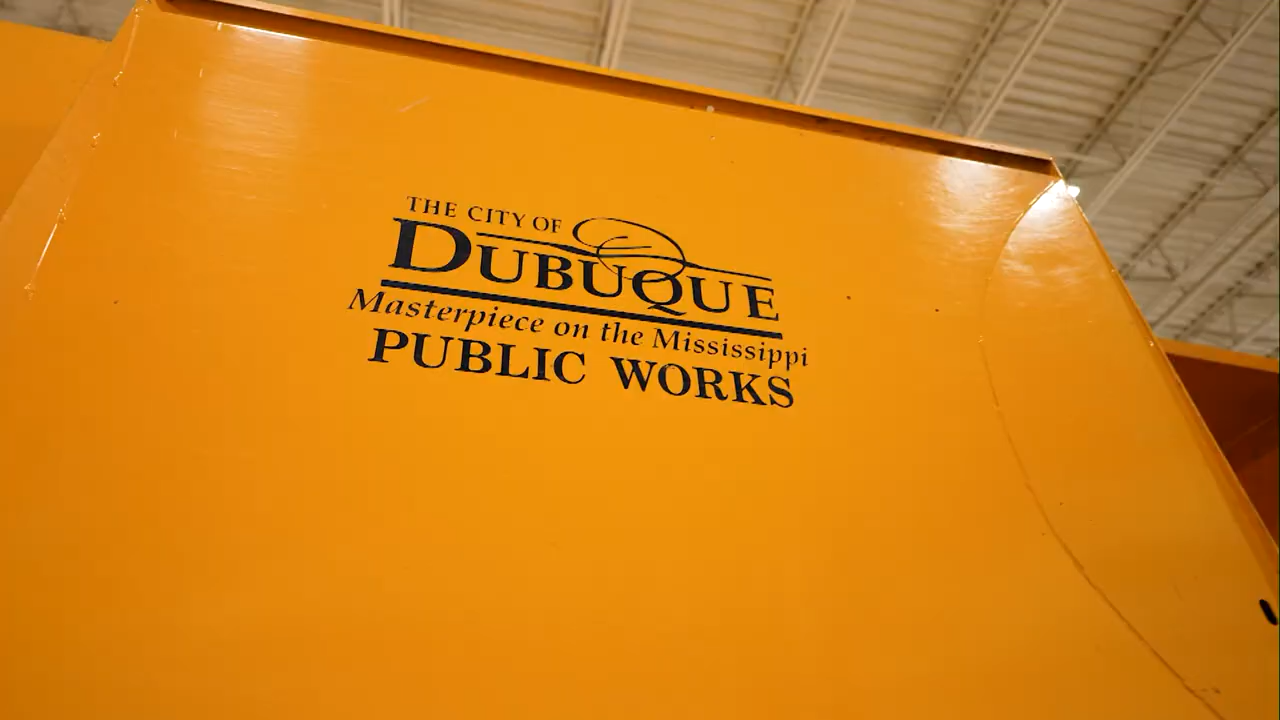 THE CITY OF
DUBUQUE
Masterpiece on the Mississippi
PUBLIC WORKS